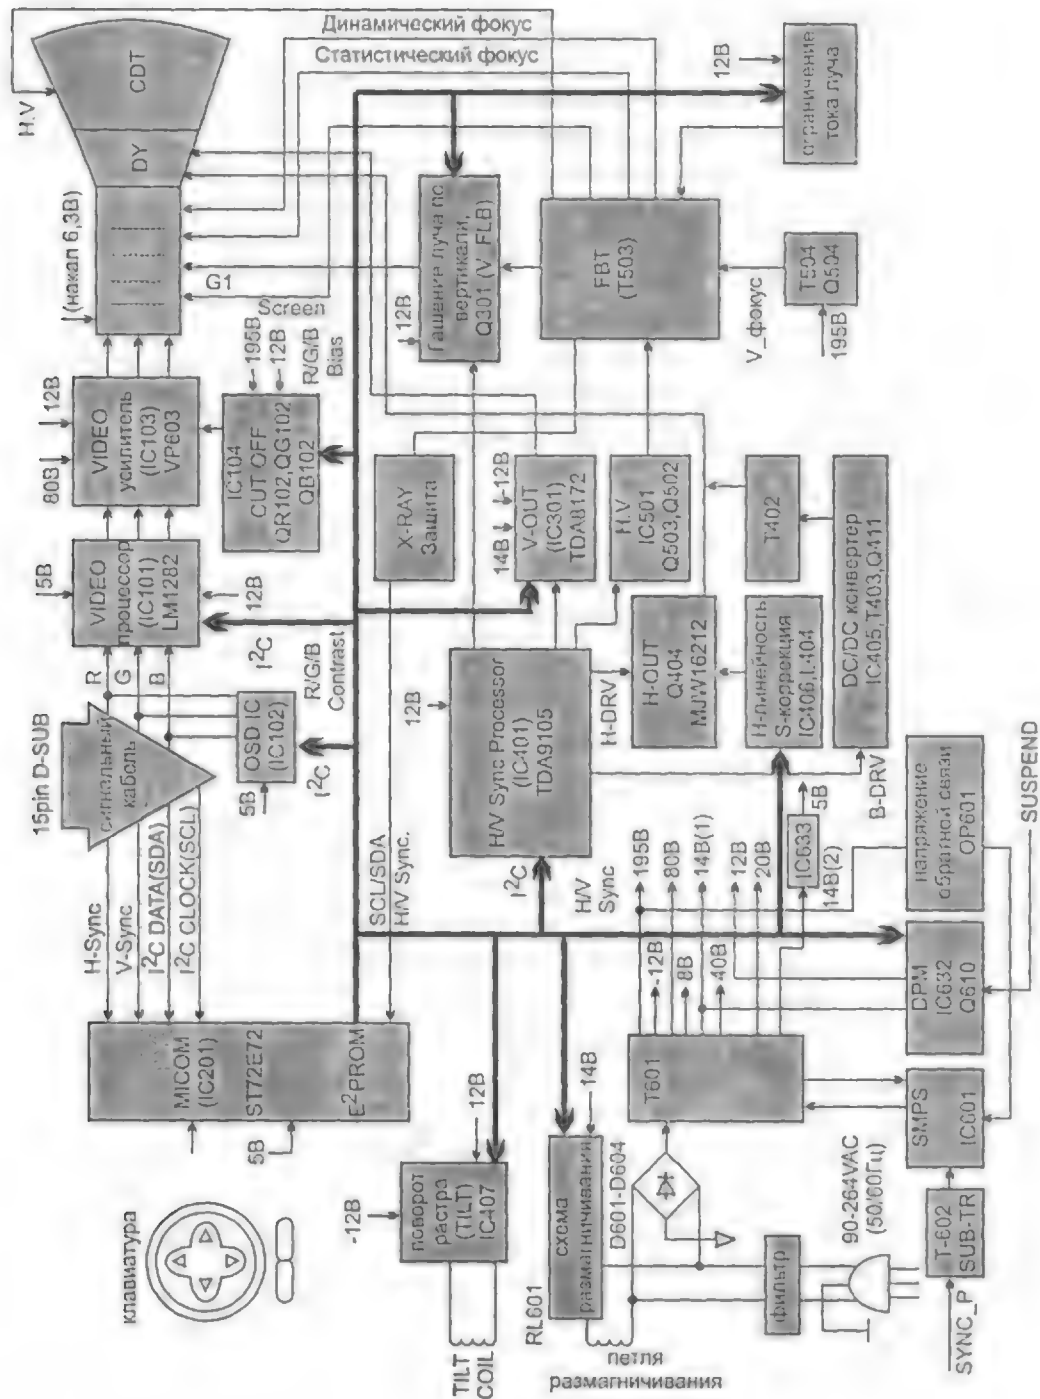 клавиатура
MICOM
(IC201)
ST72E72
E²PROM
5В
H-Sync
V-Sync
I²C DATA(SDA)
I²C CLOCK(SCL)
SCL/SDA
H/V Sync.
15pin D-SUB
сигнальный
кабель
R
G
B
OSD IC
(IC102)
5В
I²C
R/G/B
Contrast
I²C
5В
VIDEO
процессор
(IC101)
LM1282
12В
80В
12В
VIDEO
усилитель
(IC103)
VP603
IC104
CUT OFF
QR102,QG102
QB102
195В
-12В
R/G/B
Bias
Screen
G1
(накал 6,3В)
DY
CDT
H.V
Динамический фокус
Статистический фокус
-12В
поворот
растра
(TILT)
IC407
12В
TILT
COIL
RL601
схема
размагничивания
14В
петля
размагничивания
D601-D604
фильтр
90-264VAC
(50/60Гц)
T-602
SUB-TR
SYNC_P
SMPS
IC601
T601
195В
-12В
80В
8В
14В(1)
-40В
12В
20В
IC633
5В
14В(2)
DPM
IC632
Q610
напряжение
обратной связи
OP601
SUSPEND
I²C
H/V
Sync
12В
H/V Sync Processor
(IC401)
TDA9105
H-DRV
B-DRV
X-RAY
Защита
14В
-12В
V-OUT
(IC301)
TDA8172
H.V
IC501
Q503,Q502
H-OUT
Q404
MJW16212
H-линейность
S-коррекция
IC406,L404
T402
DC/DC конвертер
IC405,T403,Q411
12В
Гашение луча по
вертикали,
Q301 (V_FLB)
FBT
(T503)
V_фокус
T504
Q504
195В
12В
ограничение
тока луча